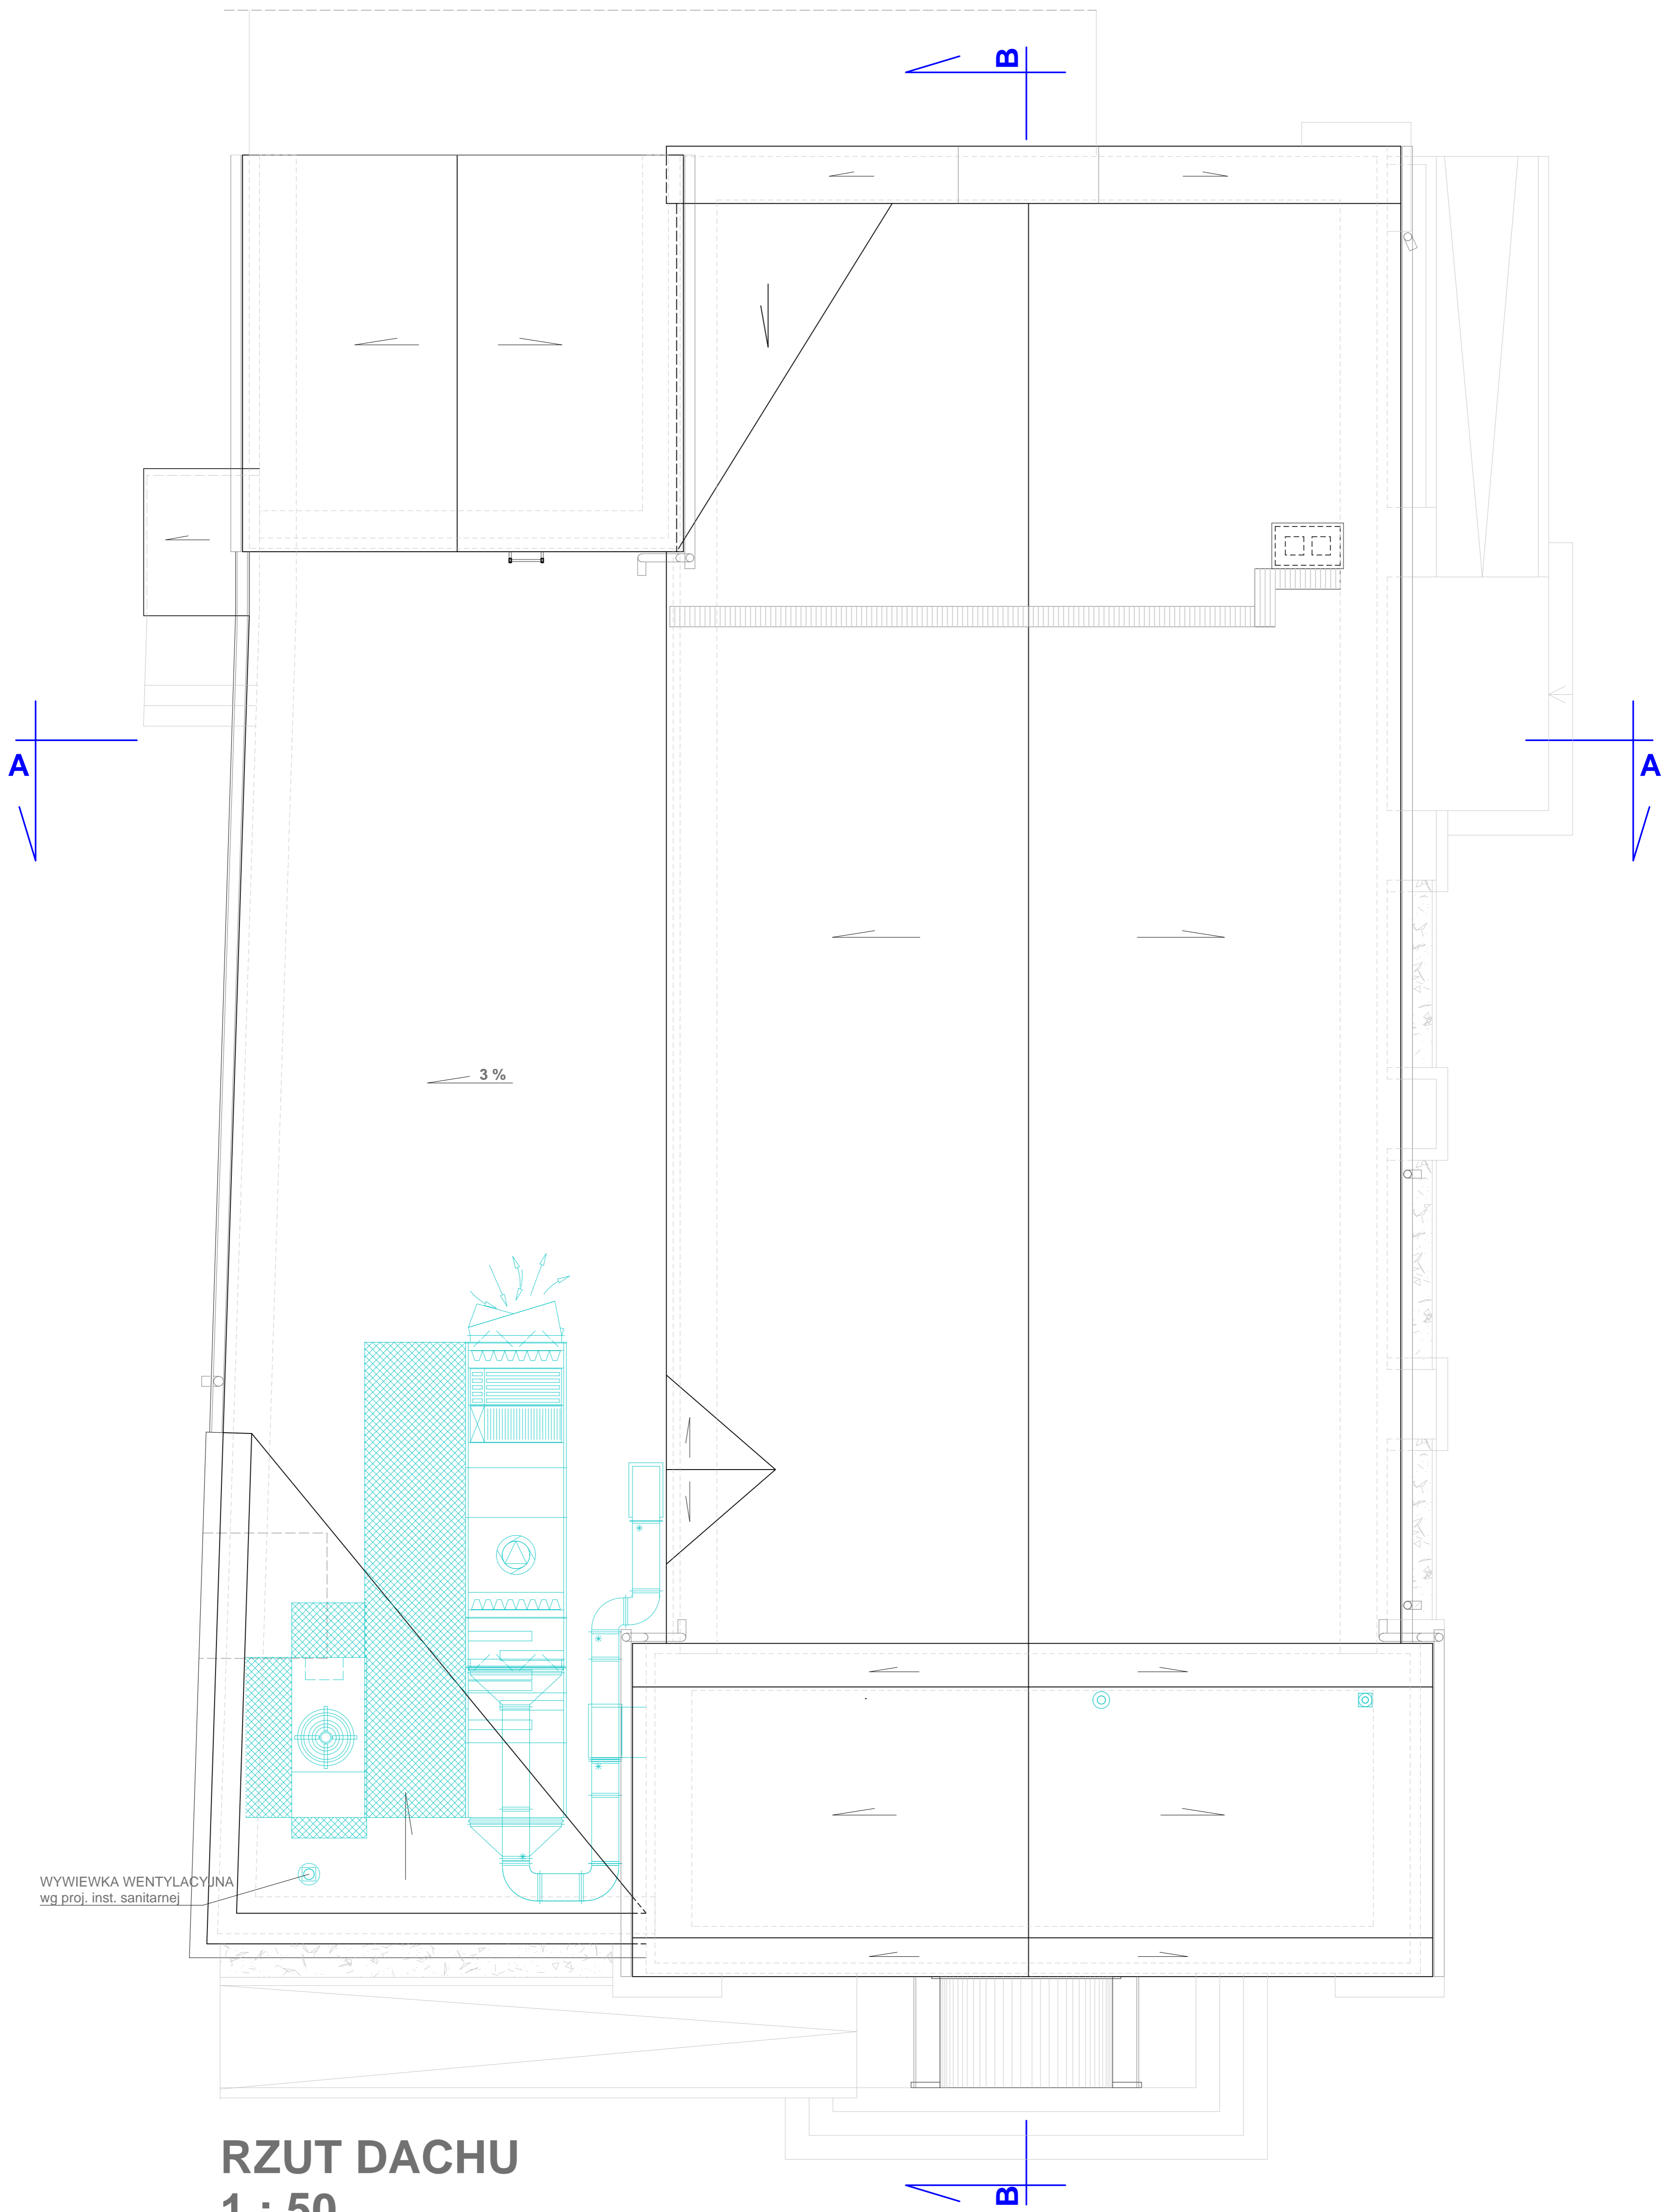 B
A
A
3 %
WYWIEWKA WENTYLACYJNA
wg proj. inst. sanitarnej
RZUT DACHU
1 : 50
B